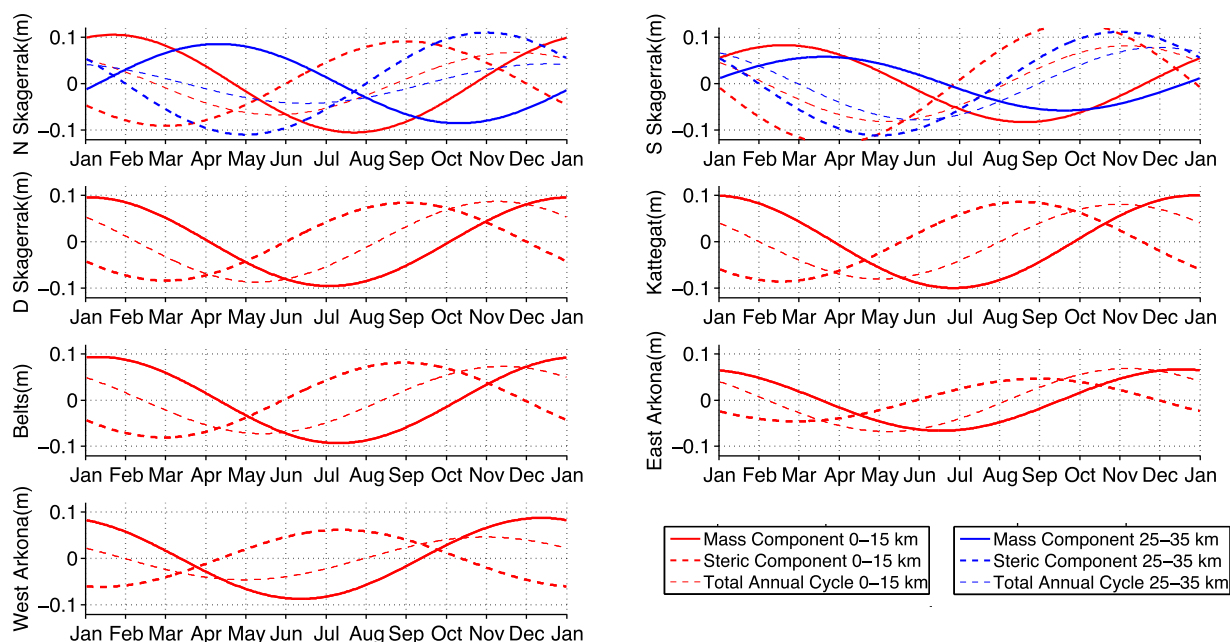 0.1
0
−0.1
N Skagerrak(m)
Jan Feb Mar Apr May Jun Jul Aug Sep Oct Nov Dec Jan
0.1
0
−0.1
S Skagerrak(m)
Jan Feb Mar Apr May Jun Jul Aug Sep Oct Nov Dec Jan
0.1
0
−0.1
D Skagerrak(m)
Jan Feb Mar Apr May Jun Jul Aug Sep Oct Nov Dec Jan
0.1
0
−0.1
Kattegat(m)
Jan Feb Mar Apr May Jun Jul Aug Sep Oct Nov Dec Jan
0.1
0
−0.1
Belts(m)
Jan Feb Mar Apr May Jun Jul Aug Sep Oct Nov Dec Jan
0.1
0
−0.1
East Arkona(m)
Jan Feb Mar Apr May Jun Jul Aug Sep Oct Nov Dec Jan
0.1
0
−0.1
West Arkona(m)
Jan Feb Mar Apr May Jun Jul Aug Sep Oct Nov Dec Jan
Mass Component 0−15 km
Steric Component 0−15 km
Total Annual Cycle 0−15 km
Mass Component 25−35 km
Steric Component 25−35 km
Total Annual Cycle 25−35 km